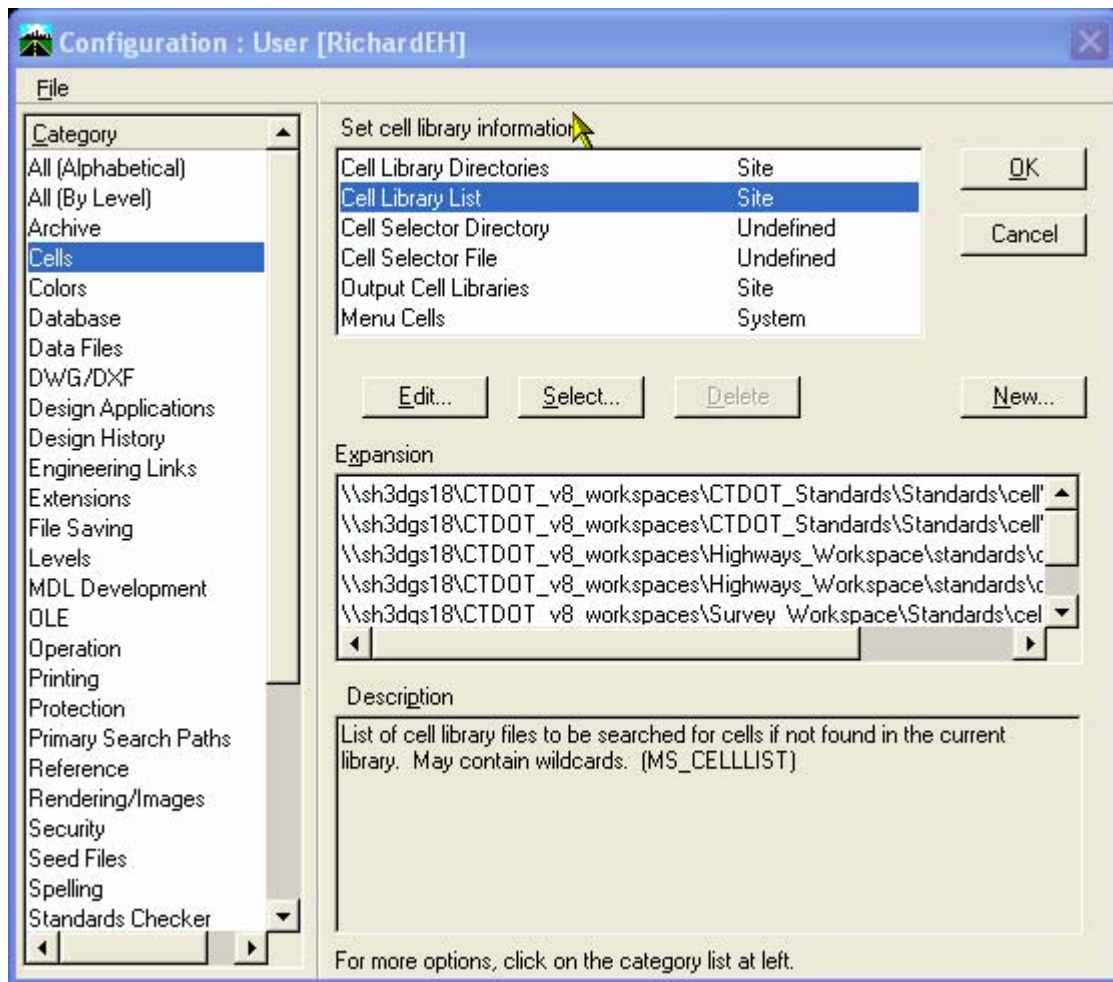 Configuration : User [RichardEH]
File
Category
All (Alphabetical)
All (By Level)
Archive
Cells
Colors
Database
Data Files
DWG/DXF
Design Applications
Design History
Engineering Links
Extensions
File Saving
Levels
MDL Development
OLE
Operation
Printing
Protection
Primary Search Paths
Reference
Rendering/Images
Security
Seed Files
Spelling
Standards Checker
Set cell library information
Cell Library Directories Site
Cell Library List Site
Cell Selector Directory Undefined
Cell Selector File Undefined
Output Cell Libraries Site
Menu Cells System
OK
Cancel
Edit... Select... Delete New...
Expansion
\\sh3dgs18\CTDOT_v8_workspaces\CTDOT_Standards\Standards\cell
\\sh3dgs18\CTDOT_v8_workspaces\CTDOT_Standards\Standards\cell
\\sh3dgs18\CTDOT_v8_workspaces\Highways_Workspace\standards\c
\\sh3dgs18\CTDOT_v8_workspaces\Highways_Workspace\standards\c
\\sh3dgs18\CTDOT_v8_workspaces\Survey_Workspace\Standards\cel
Description
List of cell library files to be searched for cells if not found in the current
library. May contain wildcards. (MS_CELLLIST)
For more options, click on the category list at left.